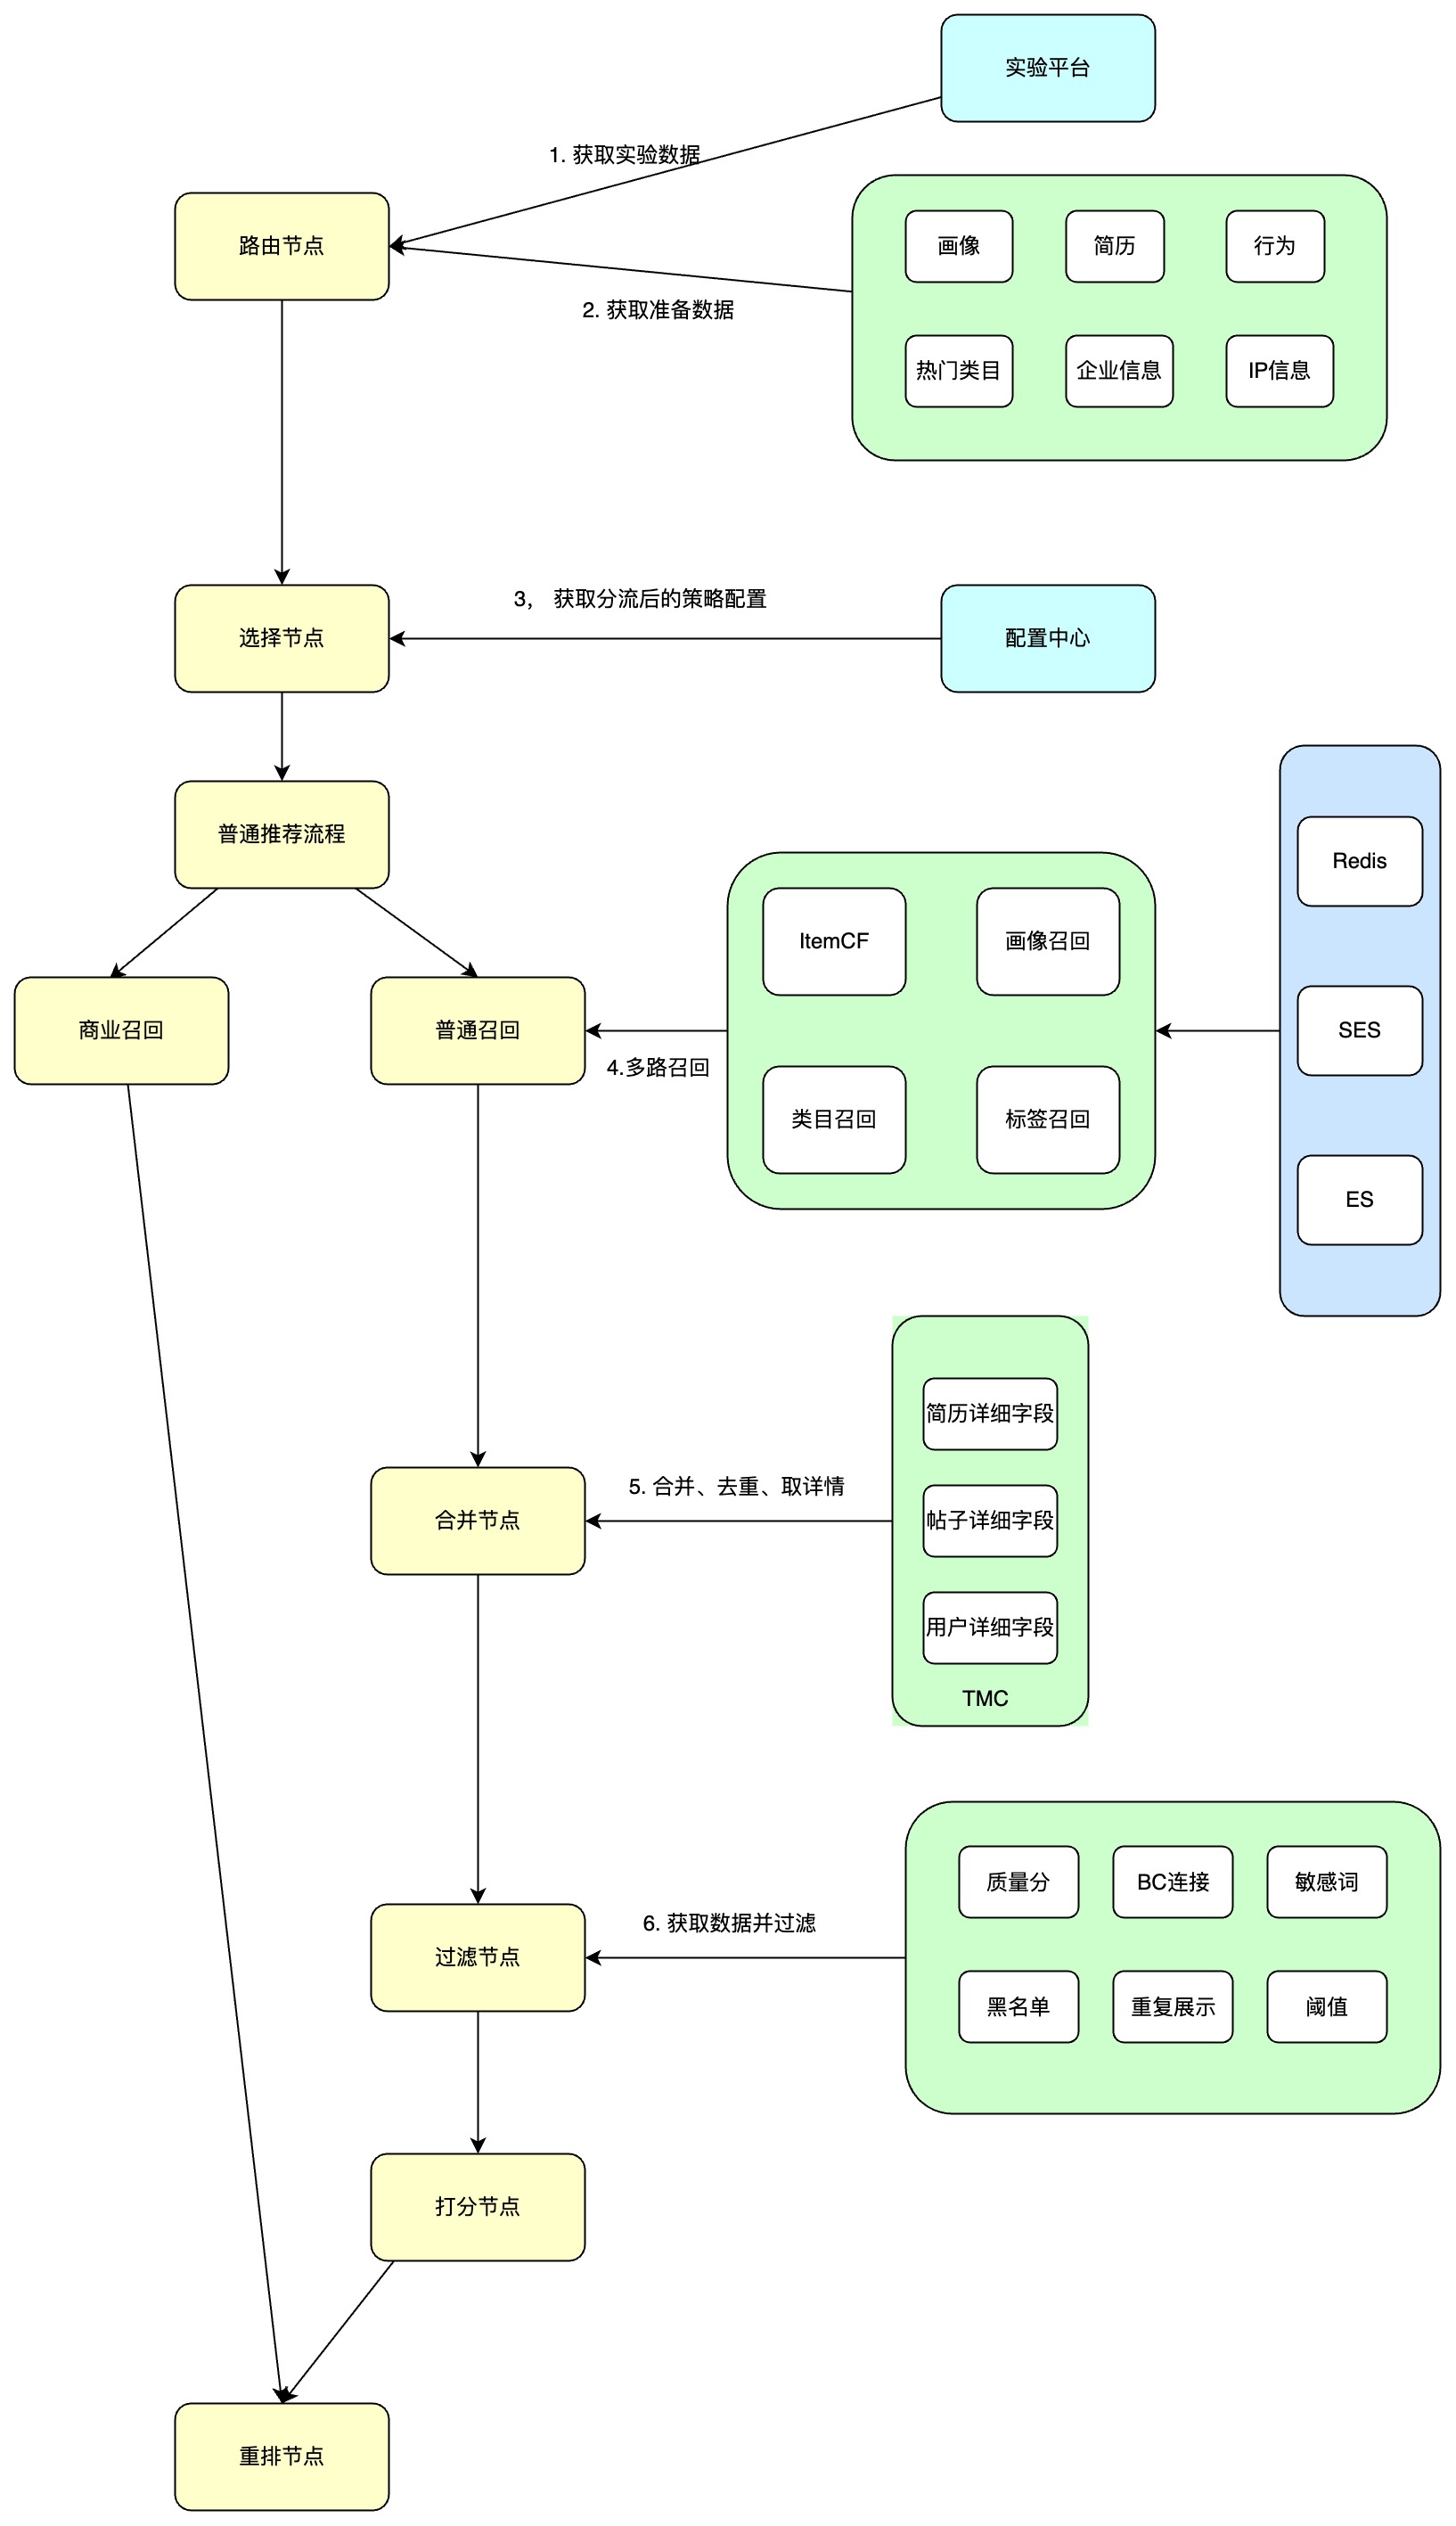 实验平台
1. 获取实验数据
路由节点
画像
简历
行为
2. 获取准备数据
热门类目
企业信息
IP信息
3， 获取分流后的策略配置
选择节点
配置中心
普通推荐流程
Redis
ItemCF
画像召回
商业召回
普通召回
SES
4.多路召回
类目召回
标签召回
ES
简历详细字段
5. 合并、去重、取详情
合并节点
帖子详细字段
用户详细字段
TMC
质量分
BC连接
敏感词
6. 获取数据并过滤
过滤节点
黑名单
重复展示
阈值
打分节点
重排节点